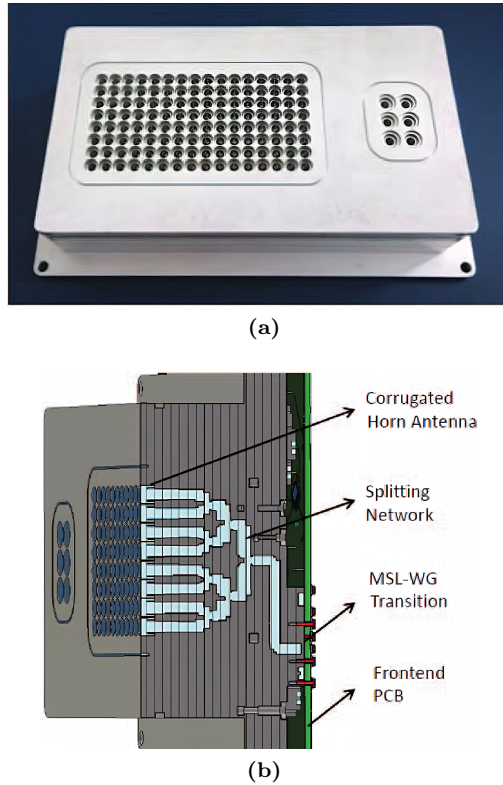 (a)
Corrugated
Horn Antenna
Splitting
Network
MSL-WG
Transition
Frontend
PCB
(b)